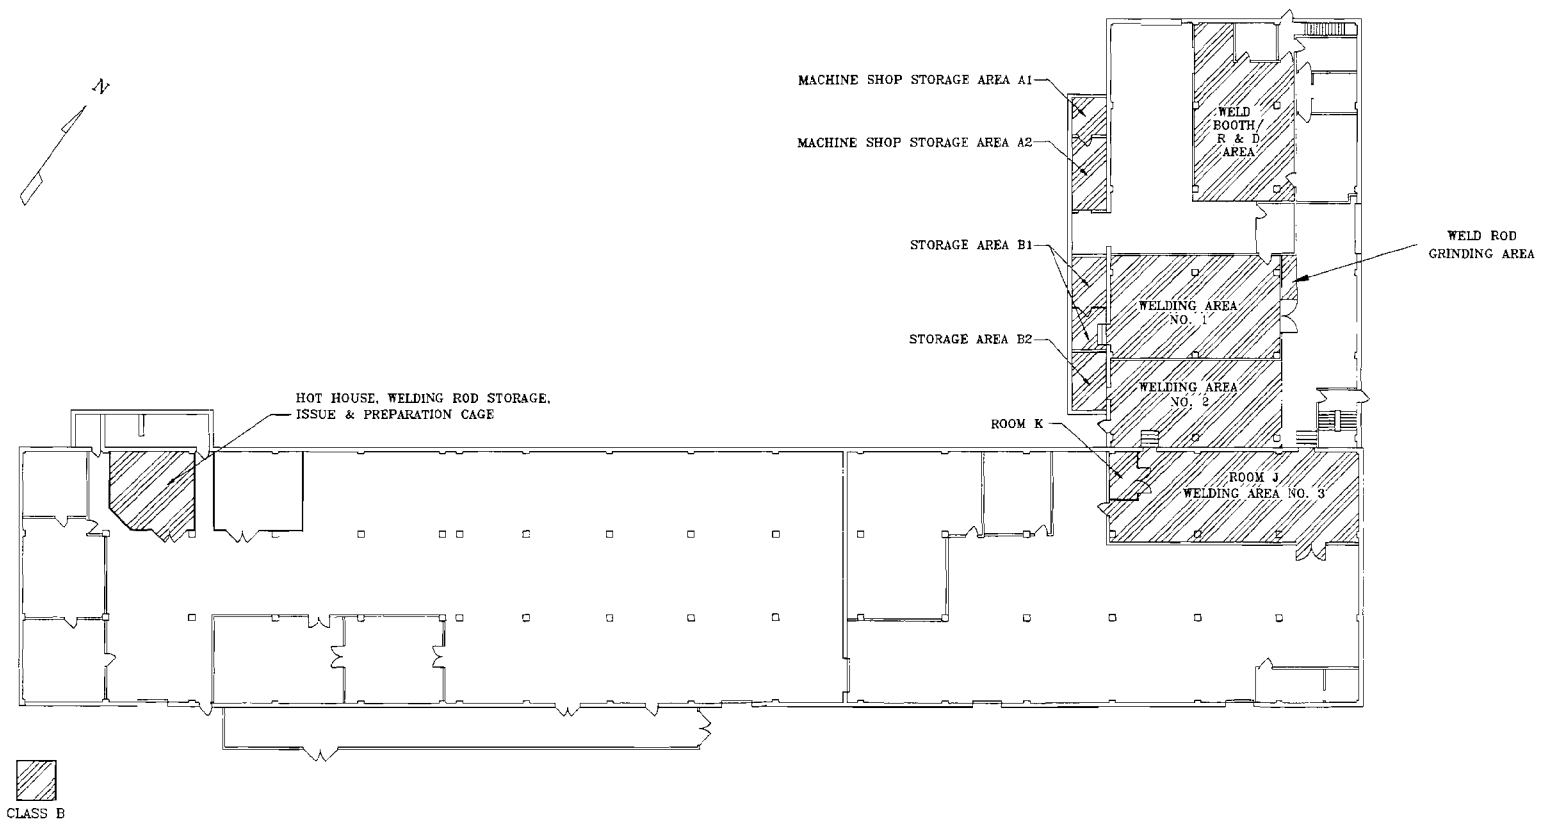 N
MACHINE SHOP STORAGE AREA A1
MACHINE SHOP STORAGE AREA A2
WELD
BOOTH/
R & D
AREA
STORAGE AREA B1
WELD ROD
GRINDING AREA
WELDING AREA
NO. 1
STORAGE AREA B2
WELDING AREA
NO. 2
HOT HOUSE, WELDING ROD STORAGE,
ISSUE & PREPARATION CAGE
ROOM K
ROOM J
WELDING AREA NO. 3
CLASS B